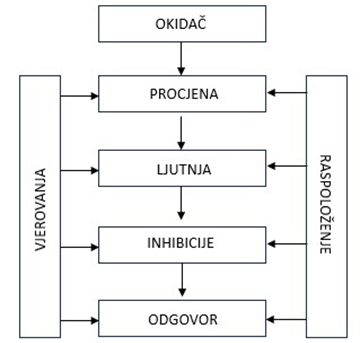 OKIDAČ
PROCJENA
LJUTNJA
INHIBICIJE
ODGOVOR
VJEROVANJA
RASPOLOŽENJE